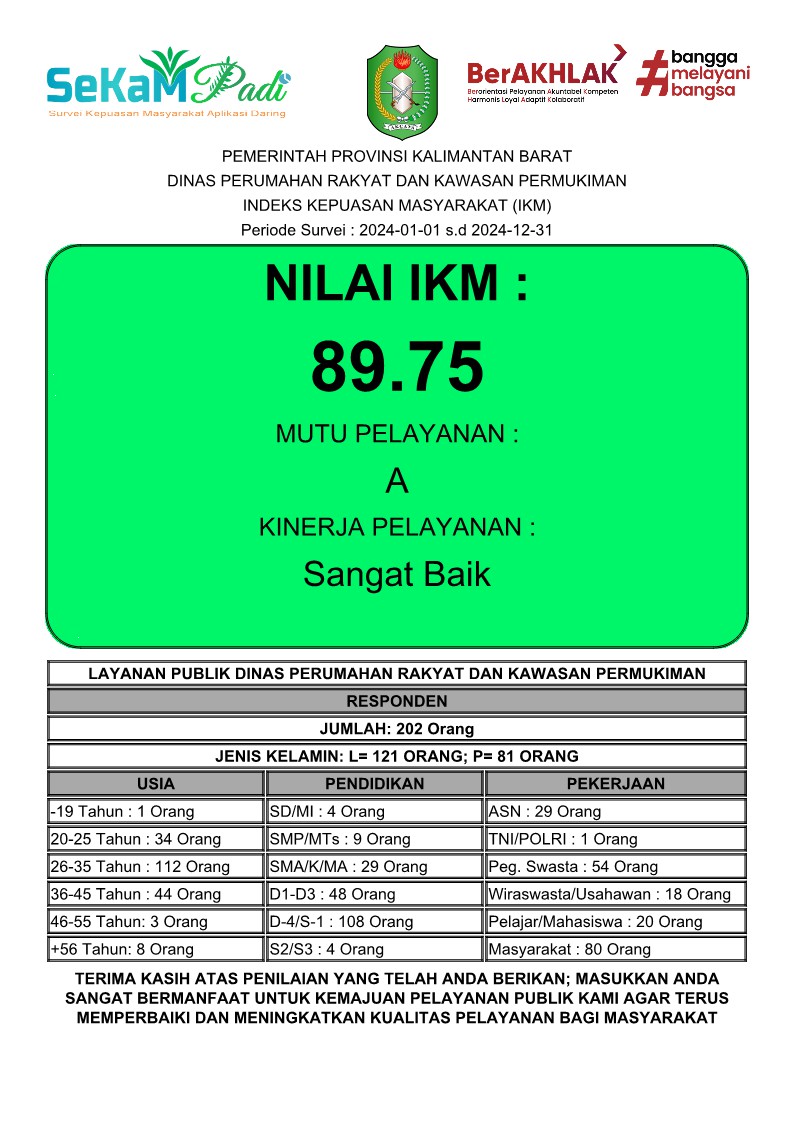 SeKaM Padi
Survei Kepuasan Masyarakat Aplikasi Daring
AKCAYA
BerAKHLAK
Berorientasi Pelayanan Akuntabel Kompeten
Harmonis Loyal Adaptif Kolaboratif
#bangga
melayani
bangsa
PEMERINTAH PROVINSI KALIMANTAN BARAT
DINAS PERUMAHAN RAKYAT DAN KAWASAN PERMUKIMAN
INDEKS KEPUASAN MASYARAKAT (IKM)
Periode Survei : 2024-01-01 s.d 2024-12-31
NILAI IKM :
89.75
MUTU PELAYANAN :
A
KINERJA PELAYANAN :
Sangat Baik
LAYANAN PUBLIK DINAS PERUMAHAN RAKYAT DAN KAWASAN PERMUKIMAN
RESPONDEN
JUMLAH: 202 Orang
JENIS KELAMIN: L= 121 ORANG; P= 81 ORANG
USIA PENDIDIKAN PEKERJAAN
-19 Tahun : 1 Orang SD/MI : 4 Orang ASN : 29 Orang
20-25 Tahun : 34 Orang SMP/MTs : 9 Orang TNI/POLRI : 1 Orang
26-35 Tahun : 112 Orang SMA/K/MA : 29 Orang Peg. Swasta : 54 Orang
36-45 Tahun : 44 Orang D1-D3 : 48 Orang Wiraswasta/Usahawan : 18 Orang
46-55 Tahun: 3 Orang D-4/S-1 : 108 Orang Pelajar/Mahasiswa : 20 Orang
+56 Tahun: 8 Orang S2/S3 : 4 Orang Masyarakat : 80 Orang
TERIMA KASIH ATAS PENILAIAN YANG TELAH ANDA BERIKAN; MASUKKAN ANDA
SANGAT BERMANFAAT UNTUK KEMAJUAN PELAYANAN PUBLIK KAMI AGAR TERUS
MEMPERBAIKI DAN MENINGKATKAN KUALITAS PELAYANAN BAGI MASYARAKAT